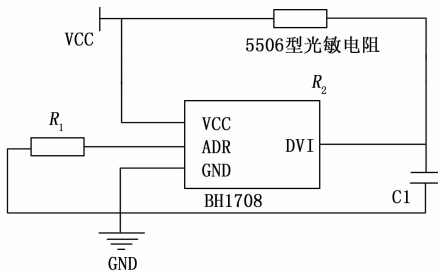 VCC
5506型光敏电阻
R2
R1
VCC
ADR
GND
DVI
BH1708
C1
GND